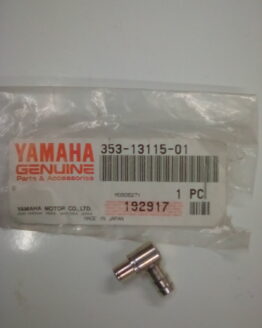 YAMAHA
GENUINE
Parts & Accessories
353-13115-01
1 PC
192917
YAMAHA MOTOR CO., LTD.
MADE IN JAPAN